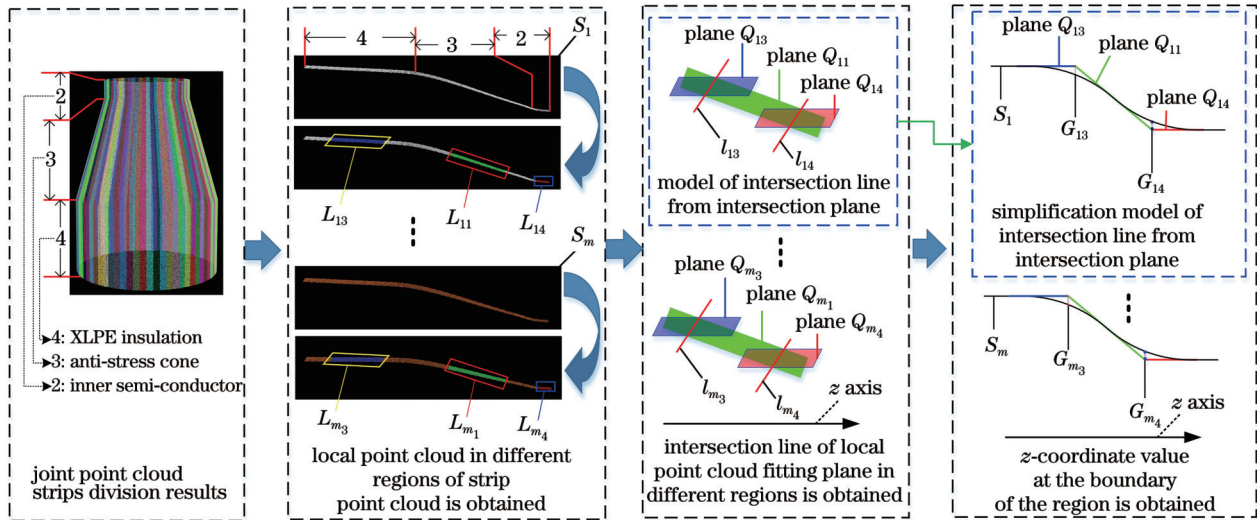 2
3
4
4: XLPE insulation
3: anti-stress cone
2: inner semi-conductor
joint point cloud
strips division results
4
3
2
S₁
L₁₃
L₁₁
L₁₄
Sₘ
Lₘ₃
Lₘ₁
Lₘ₄
local point cloud in different
regions of strip
point cloud is obtained
plane Q₁₃
plane Q₁₁
plane Q₁₄
l₁₃
l₁₄
model of intersection line
from intersection plane
plane Qₘ₃
plane Qₘ₁
plane Qₘ₄
lₘ₃
lₘ₄
z axis
intersection line of local
point cloud fitting plane in
different regions is obtained
plane Q₁₃
plane Q₁₁
plane Q₁₄
S₁
G₁₃
G₁₄
simplification model of
intersection line from
intersection plane
Sₘ
Gₘ₃
Gₘ₄
z axis
z-coordinate value
at the boundary
of the region is obtained